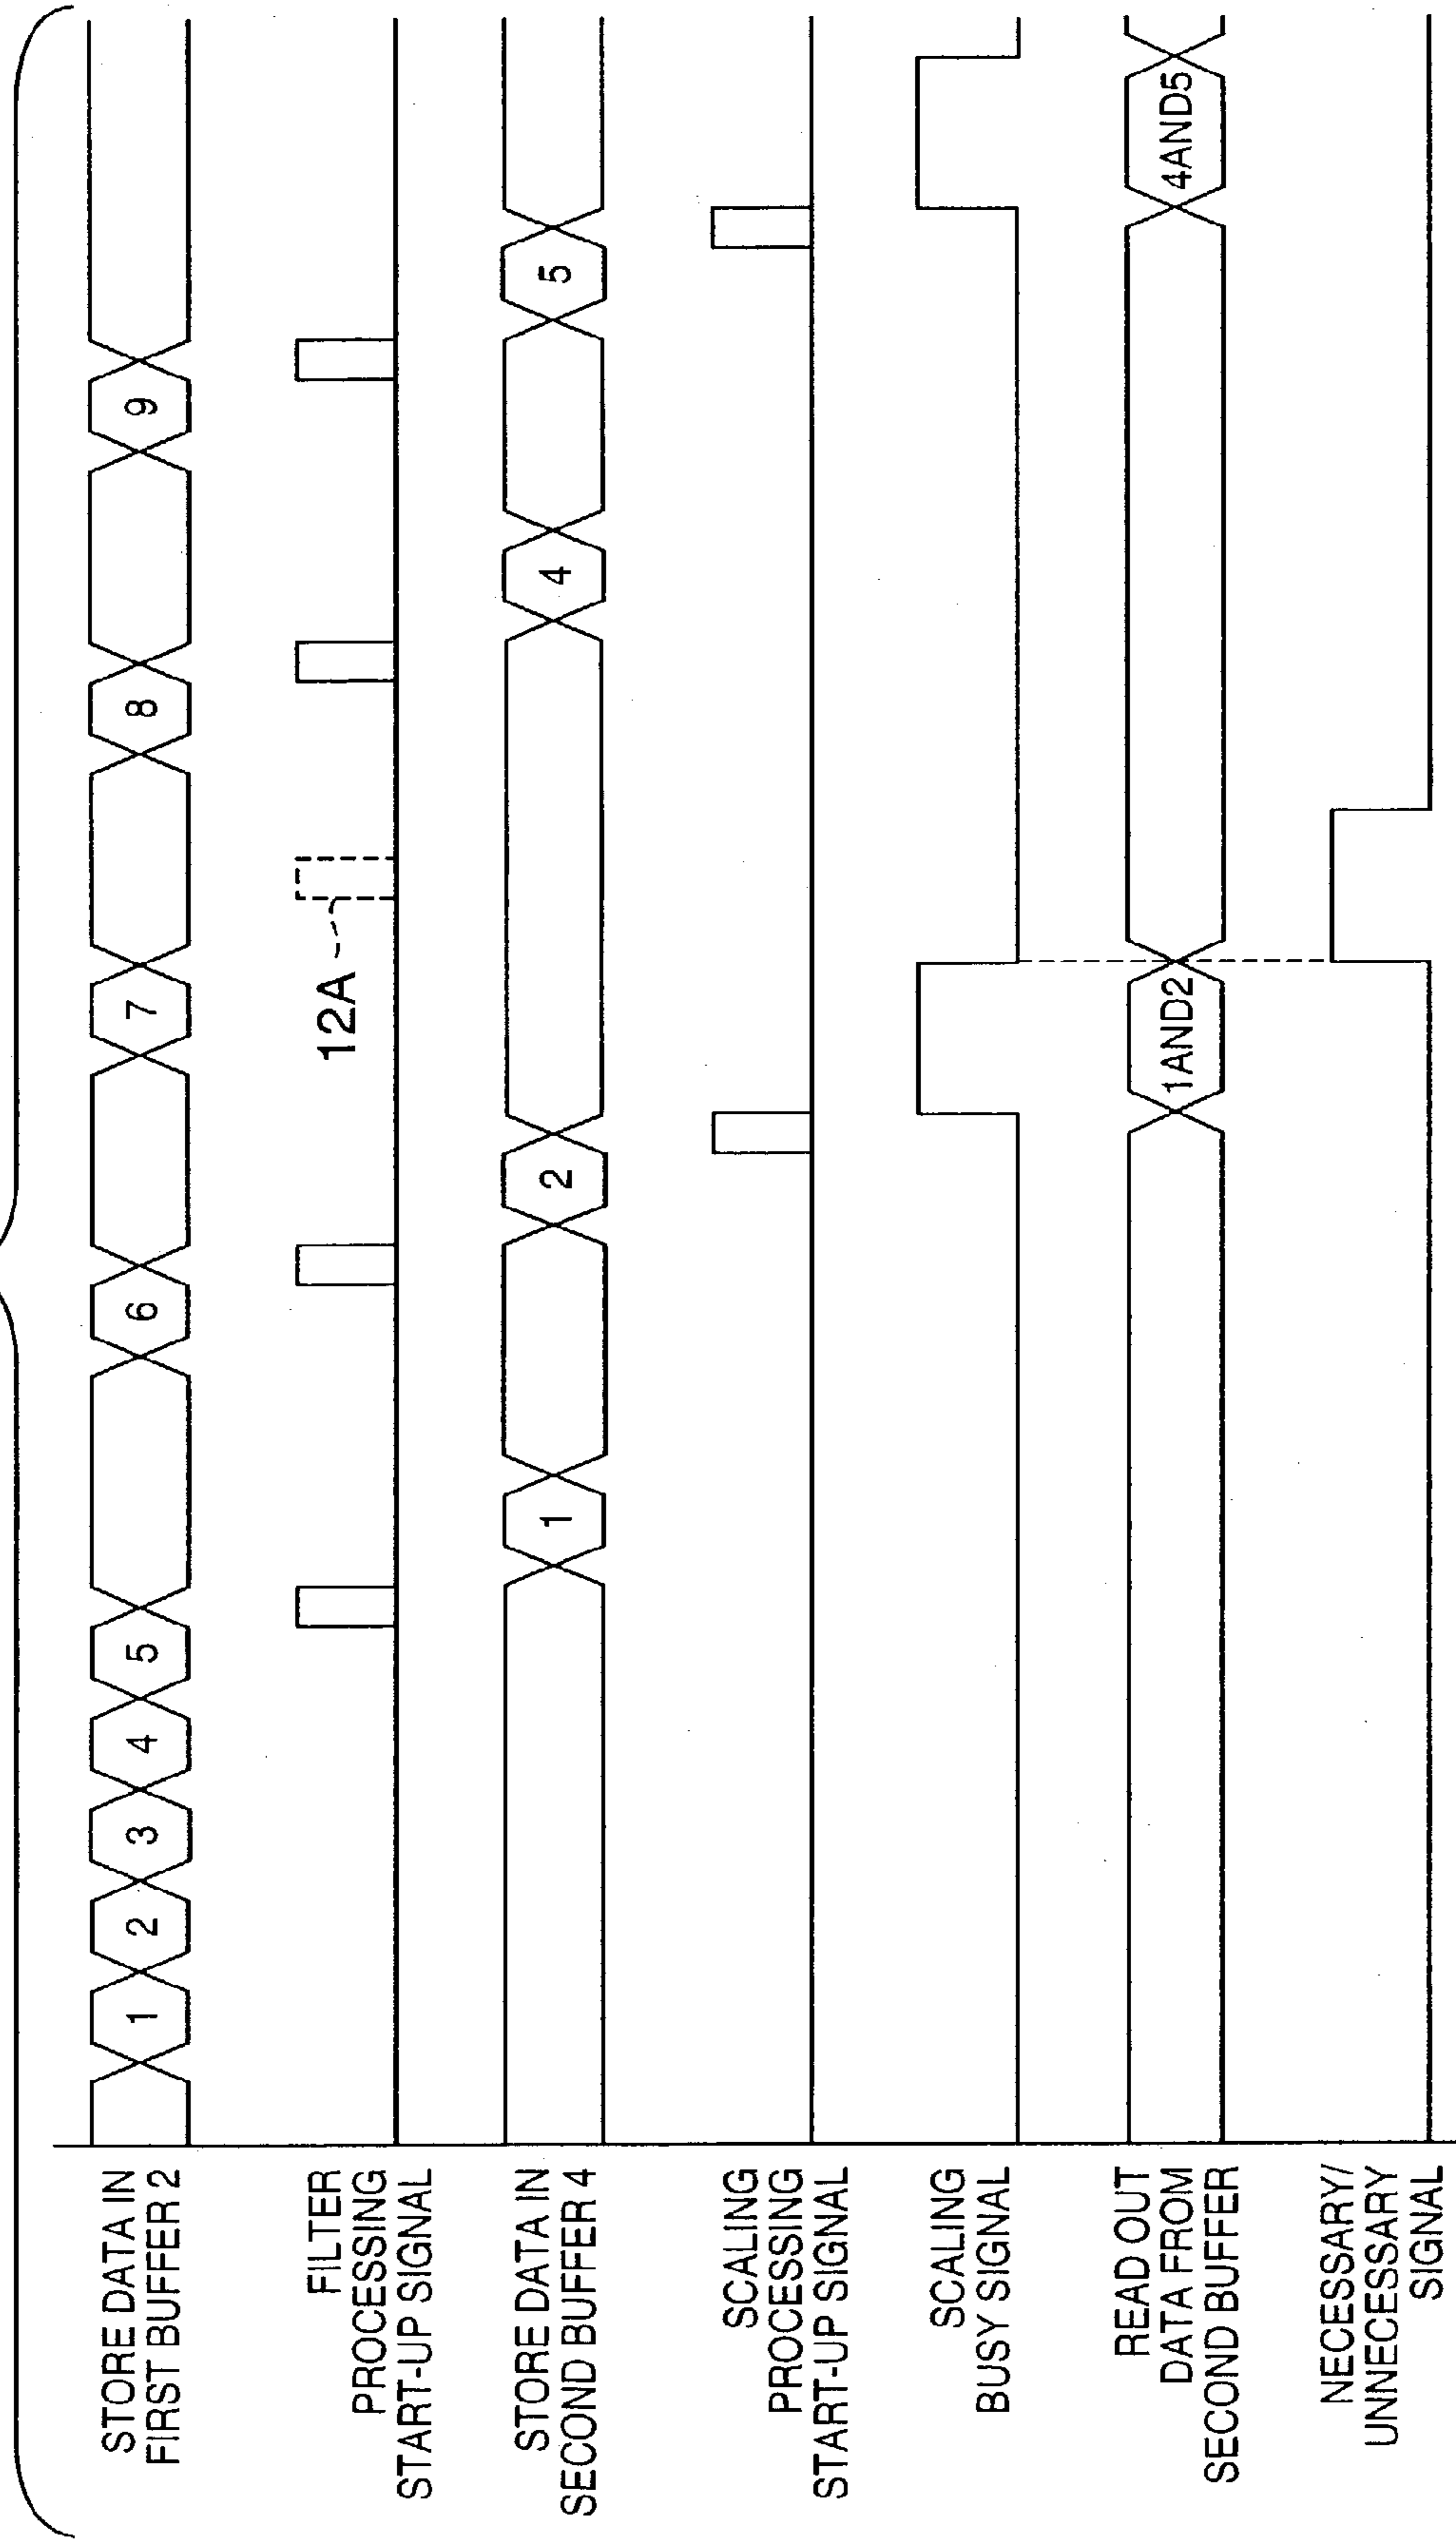 STORE DATA IN
FIRST BUFFER 2
1 2 3 4 5 6 7 8 9
FILTER
PROCESSING
START-UP SIGNAL
12A
STORE DATA IN
SECOND BUFFER 4
1 2 4 5
SCALING
PROCESSING
START-UP SIGNAL
SCALING
BUSY SIGNAL
READ OUT
DATA FROM
SECOND BUFFER
1AND2 4AND5
NECESSARY/
UNNECESSARY
SIGNAL